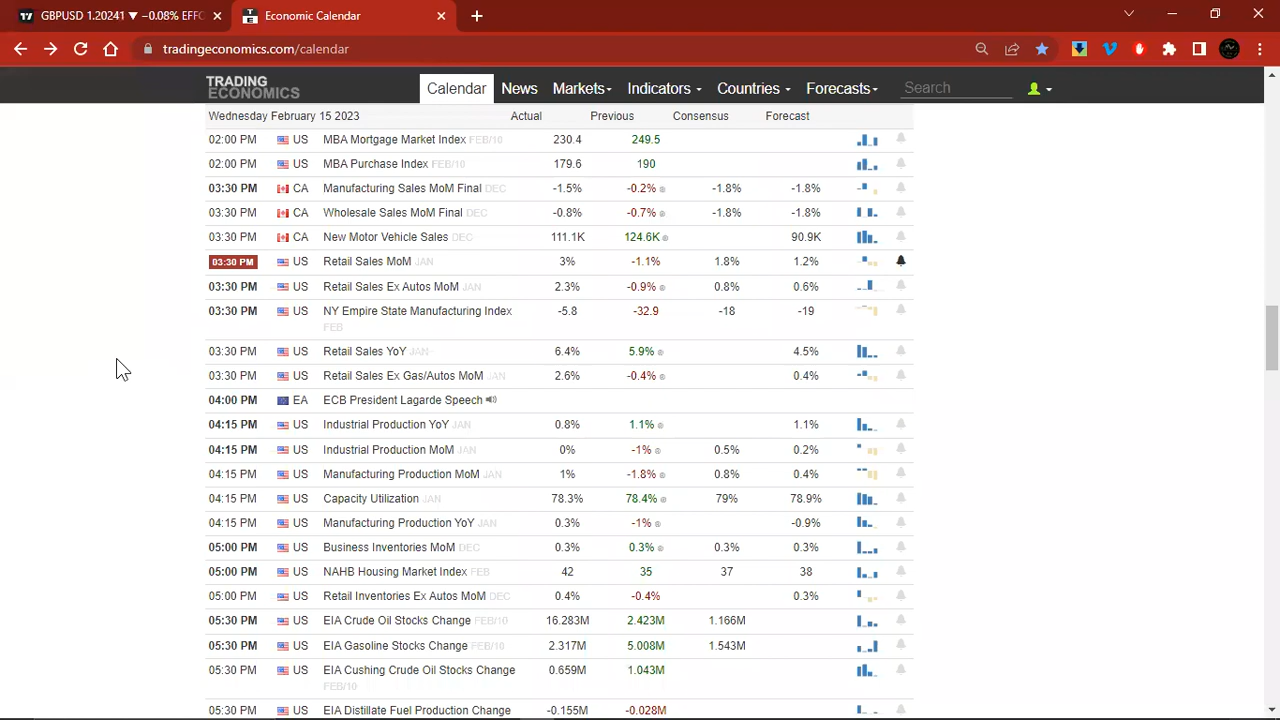 GBPUSD 1.20241 ▼ −0.08% EFFC
Economic Calendar
tradingeconomics.com/calendar
TRADING ECONOMICS
Calendar News Markets Indicators Countries Forecasts Search
Wednesday February 15 2023 Actual Previous Consensus Forecast
02:00 PM US MBA Mortgage Market Index FEB/10 230.4 249.5
02:00 PM US MBA Purchase Index FEB/10 179.6 190
03:30 PM CA Manufacturing Sales MoM Final DEC -1.5% -0.2% -1.8% -1.8%
03:30 PM CA Wholesale Sales MoM Final DEC -0.8% -0.7% -1.8% -1.8%
03:30 PM CA New Motor Vehicle Sales DEC 111.1K 124.6K 90.9K
03:30 PM US Retail Sales MoM JAN 3% -1.1% 1.8% 1.2%
03:30 PM US Retail Sales Ex Autos MoM JAN 2.3% -0.9% 0.8% 0.6%
03:30 PM US NY Empire State Manufacturing Index -5.8 -32.9 -18 -19
FEB
03:30 PM US Retail Sales YoY JAN 6.4% 5.9% 4.5%
03:30 PM US Retail Sales Ex Gas/Autos MoM JAN 2.6% -0.4% 0.4%
04:00 PM EA ECB President Lagarde Speech
04:15 PM US Industrial Production YoY JAN 0.8% 1.1% 1.1%
04:15 PM US Industrial Production MoM JAN 0% -1% 0.5% 0.2%
04:15 PM US Manufacturing Production MoM JAN 1% -1.8% 0.8% 0.4%
04:15 PM US Capacity Utilization JAN 78.3% 78.4% 79% 78.9%
04:15 PM US Manufacturing Production YoY JAN 0.3% -1% -0.9%
05:00 PM US Business Inventories MoM DEC 0.3% 0.3% 0.3% 0.3%
05:00 PM US NAHB Housing Market Index FEB 42 35 37 38
05:00 PM US Retail Inventories Ex Autos MoM DEC 0.4% -0.4% 0.3%
05:30 PM US EIA Crude Oil Stocks Change FEB/10
05:30 PM US EIA Gasoline Stocks Change FEB/10 2.317M 5.008M
05:30 PM US EIA Cushing Crude Oil Stocks Change 0.659M 1.043M
FEB/10
05:30 PM US EIA Distillate Fuel Production Change -0.155M -0.028M